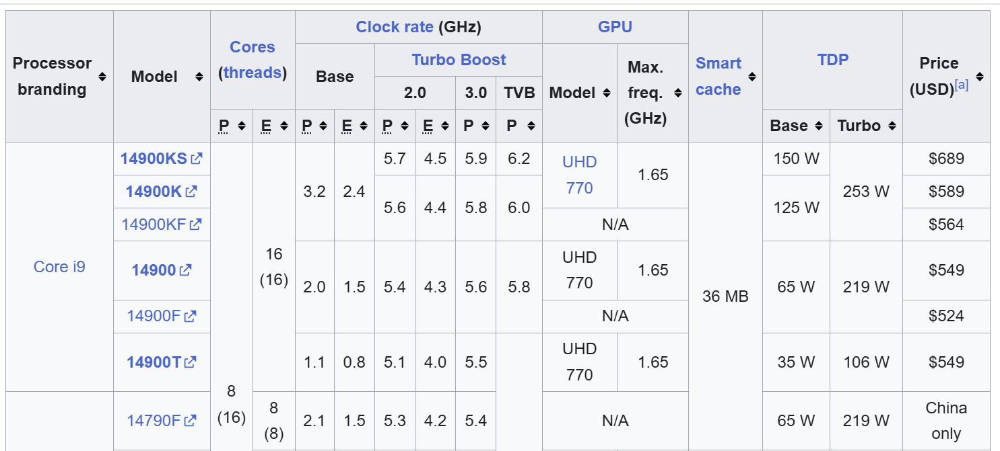 Processor branding
Model
Cores (threads)
Clock rate (GHz)
GPU
Smart cache
TDP
Price (USD)[a]
Base
Turbo Boost
Model
Max. freq. (GHz)
2.0 3.0 TVB
P E P E P E P P Base Turbo
Core i9
8 (16)
16 (16)
36 MB
14900KS 3.2 2.4 5.7 4.5 5.9 6.2 UHD 770 1.65 150 W 253 W $689
14900K 5.6 4.4 5.8 6.0 125 W $589
14900KF N/A $564
14900 2.0 1.5 5.4 4.3 5.6 5.8 UHD 770 1.65 65 W 219 W $549
14900F N/A $524
14900T 1.1 0.8 5.1 4.0 5.5 UHD 770 1.65 35 W 106 W $549
14790F 8 (8) 2.1 1.5 5.3 4.2 5.4 N/A 65 W 219 W China only